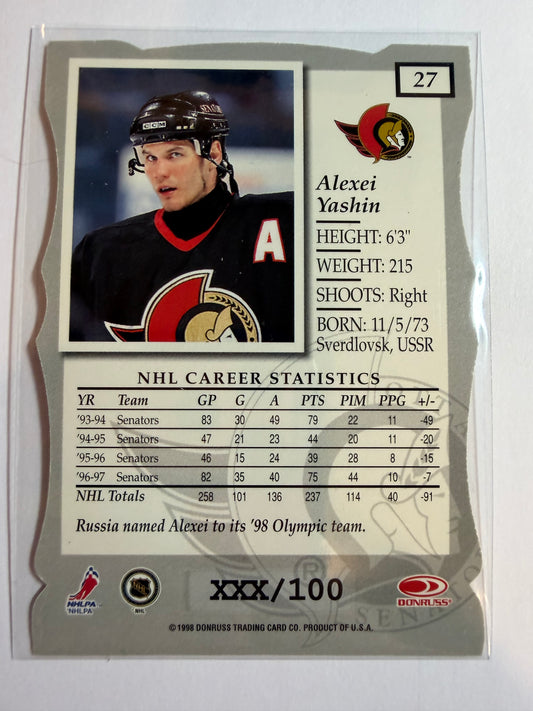 27
CCM
A
Alexei
Yashin
HEIGHT: 6'3"
WEIGHT: 215
SHOOTS: Right
BORN: 11/5/73
Sverdlovsk, USSR
NHL CAREER STATISTICS
YR Team GP G A PTS PIM PPG +/-
'93-94 Senators 83 30 49 79 22 11 -49
'94-95 Senators 47 21 23 44 20 11 -20
'95-96 Senators 46 15 24 39 28 8 -15
'96-97 Senators 82 35 40 75 44 10 -7
NHL Totals 258 101 136 237 114 40 -91
Russia named Alexei to its '98 Olympic team.
NHLPA
NHLPA
NHL
XXX/100
DONRUSS
©1998 DONRUSS TRADING CARD CO. PRODUCT OF U.S.A.